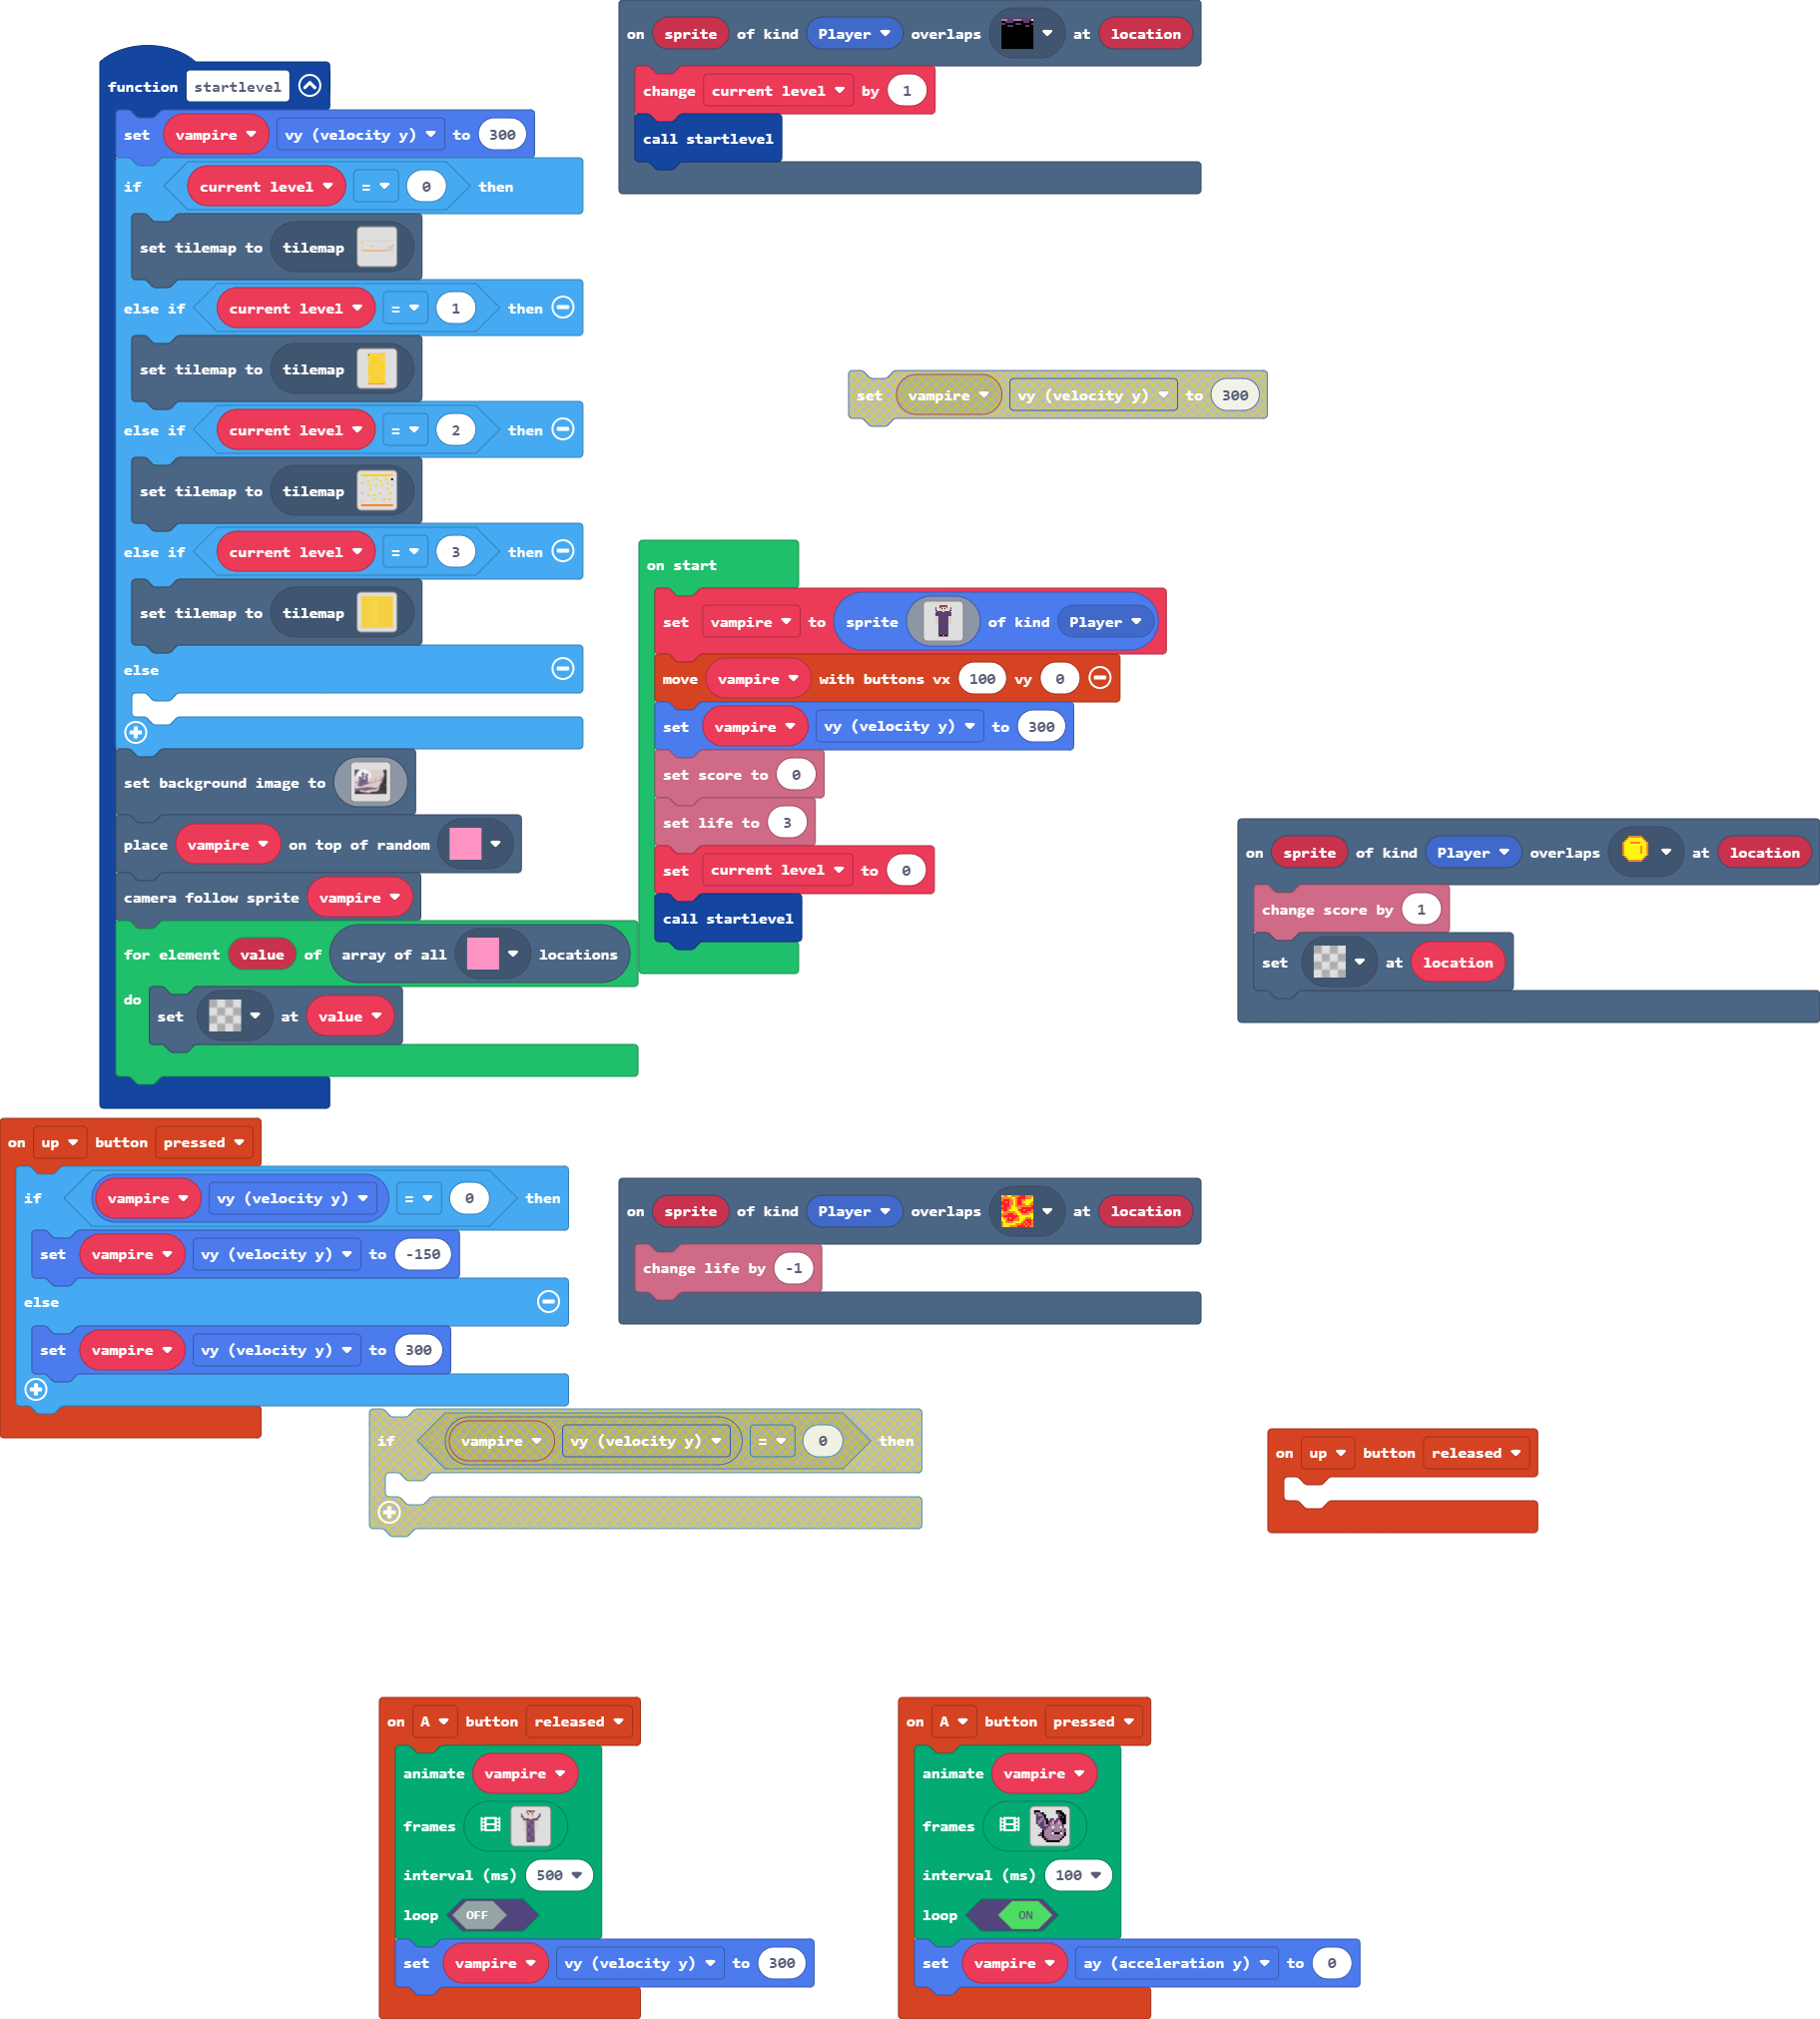 function startlevel
set vampire vy (velocity y) to 300
if current level = 0 then
set tilemap to tilemap
else if current level = 1 then
set tilemap to tilemap
else if current level = 2 then
set tilemap to tilemap
else if current level = 3 then
set tilemap to tilemap
else
set background image to
place vampire on top of random
camera follow sprite vampire
for element value of array of all locations
do set at value
on sprite of kind Player overlaps at location
change current level by 1
call startlevel
set vampire vy (velocity y) to 300
on start
set vampire to sprite of kind Player
move vampire with buttons vx 100 vy 0
set vampire vy (velocity y) to 300
set score to 0
set life to 3
set current level to 0
call startlevel
on sprite of kind Player overlaps at location
change score by 1
set at location
on up button pressed
if vampire vy (velocity y) = 0 then
set vampire vy (velocity y) to -150
else
set vampire vy (velocity y) to 300
on sprite of kind Player overlaps at location
change life by -1
if vampire vy (velocity y) = 0 then
on up button released
on A button released
animate vampire
frames
interval (ms) 500
loop OFF
set vampire vy (velocity y) to 300
on A button pressed
animate vampire
frames
interval (ms) 100
loop ON
set vampire ay (acceleration y) to 0